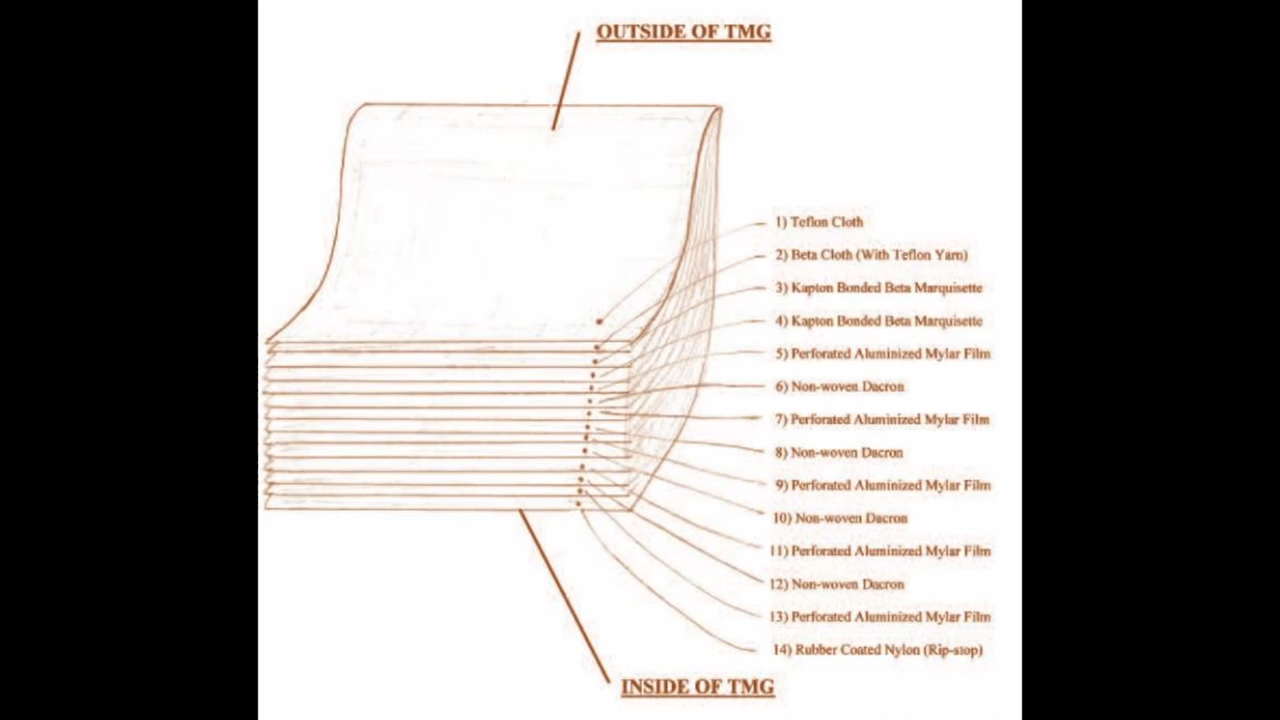 OUTSIDE OF TMG
1) Teflon Cloth
2) Beta Cloth (With Teflon Yarn)
3) Kapton Bonded Beta Marquisette
4) Kapton Bonded Beta Marquisette
5) Perforated Aluminized Mylar Film
6) Non-woven Dacron
7) Perforated Aluminized Mylar Film
8) Non-woven Dacron
9) Perforated Aluminized Mylar Film
10) Non-woven Dacron
11) Perforated Aluminized Mylar Film
12) Non-woven Dacron
13) Perforated Aluminized Mylar Film
14) Rubber Coated Nylon (Rip-stop)
INSIDE OF TMG